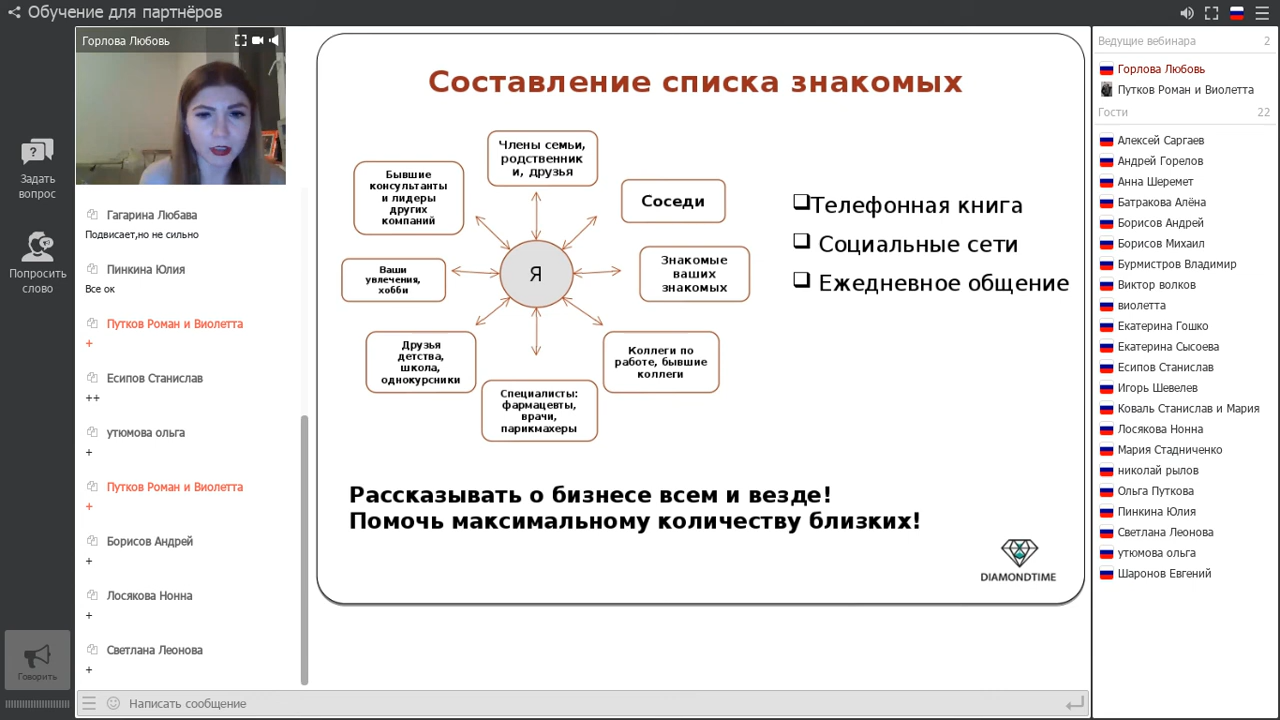 Обучение для партнёров
Горлова Любовь
Задать
вопрос
Попросить
слово
Говорить
Гагарина Любава
Подвисает,но не сильно
Пинкина Юлия
Все ок
Путков Роман и Виолетта
+
Есипов Станислав
++
утюмова ольга
+
Путков Роман и Виолетта
+
Борисов Андрей
+
Лосякова Нонна
+
Светлана Леонова
+
Написать сообщение
Составление списка знакомых
Члены семьи,
родственник
и, друзья
Бывшие
консультанты
и лидеры
других
компаний
Соседи
Ваши
увлечения,
хобби
Я
Знакомые
ваших
знакомых
Друзья
детства,
школа,
однокурсники
Специалисты:
фармацевты,
врачи,
парикмахеры
Коллеги по
работе, бывшие
коллеги
Телефонная книга
Социальные сети
Ежедневное общение
Рассказывать о бизнесе всем и везде!
Помочь максимальному количеству близких!
DIAMONDTIME
Ведущие вебинара 2
Горлова Любовь
Путков Роман и Виолетта
Гости 22
Алексей Саргаев
Андрей Горелов
Анна Шеремет
Батракова Алёна
Борисов Андрей
Борисов Михаил
Бурмистров Владимир
Виктор волков
виолетта
Екатерина Гошко
Екатерина Сысоева
Есипов Станислав
Игорь Шевелев
Коваль Станислав и Мария
Лосякова Нонна
Мария Стадниченко
николай рылов
Ольга Путкова
Пинкина Юлия
Светлана Леонова
утюмова ольга
Шаронов Евгений